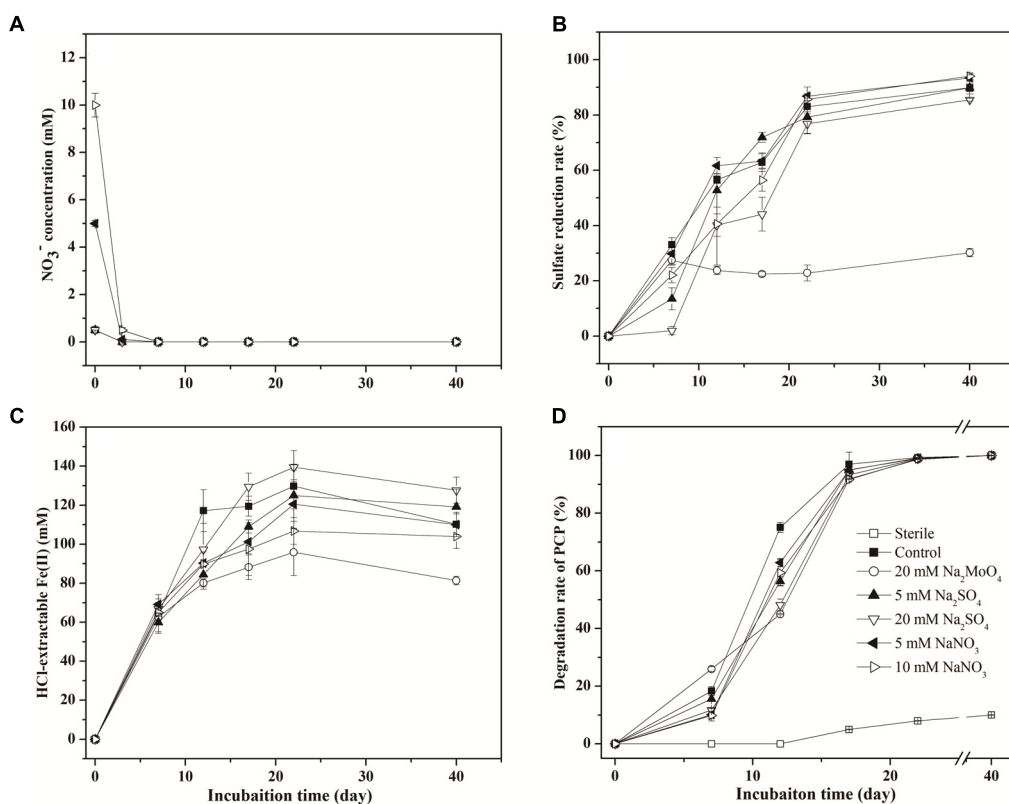 A
NO3- concentration (mM)
12
10
8
6
4
2
0
0
10
20
30
40
B
Sulfate reduction rate (%)
100
80
60
40
20
0
0
10
20
30
40
C
HCl-extractable Fe(II) (mM)
160
140
120
100
80
60
40
20
0
0
10
20
30
40
Incubaition time (day)
D
Degradation rate of PCP (%)
100
80
60
40
20
0
Sterile
Control
20 mM Na2MoO4
5 mM Na2SO4
20 mM Na2SO4
5 mM NaNO3
10 mM NaNO3
0
10
20
40
Incubaiton time (day)